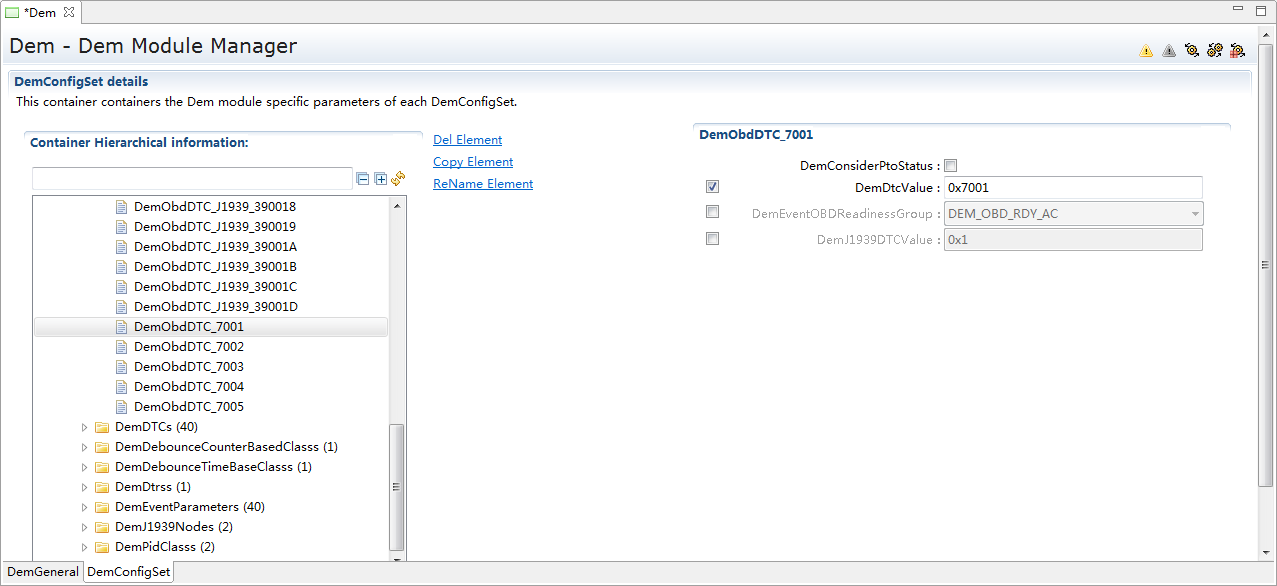 *Dem
Dem - Dem Module Manager
DemConfigSet details
This container containers the Dem module specific parameters of each DemConfigSet.
Container Hierarchical information:
Del Element
Copy Element
ReName Element
DemObdDTC_J1939_390018
DemObdDTC_J1939_390019
DemObdDTC_J1939_39001A
DemObdDTC_J1939_39001B
DemObdDTC_J1939_39001C
DemObdDTC_J1939_39001D
DemObdDTC_7001
DemObdDTC_7002
DemObdDTC_7003
DemObdDTC_7004
DemObdDTC_7005
DemDTCs (40)
DemDebounceCounterBasedClasss (1)
DemDebounceTimeBaseClasss (1)
DemDtrss (1)
DemEventParameters (40)
DemJ1939Nodes (2)
DemPidClasss (2)
DemObdDTC_7001
DemConsiderPtoStatus :
DemDtcValue : 0x7001
DemEventOBDReadinessGroup : DEM_OBD_RDY_AC
DemJ1939DTCValue : 0x1
DemGeneral DemConfigSet